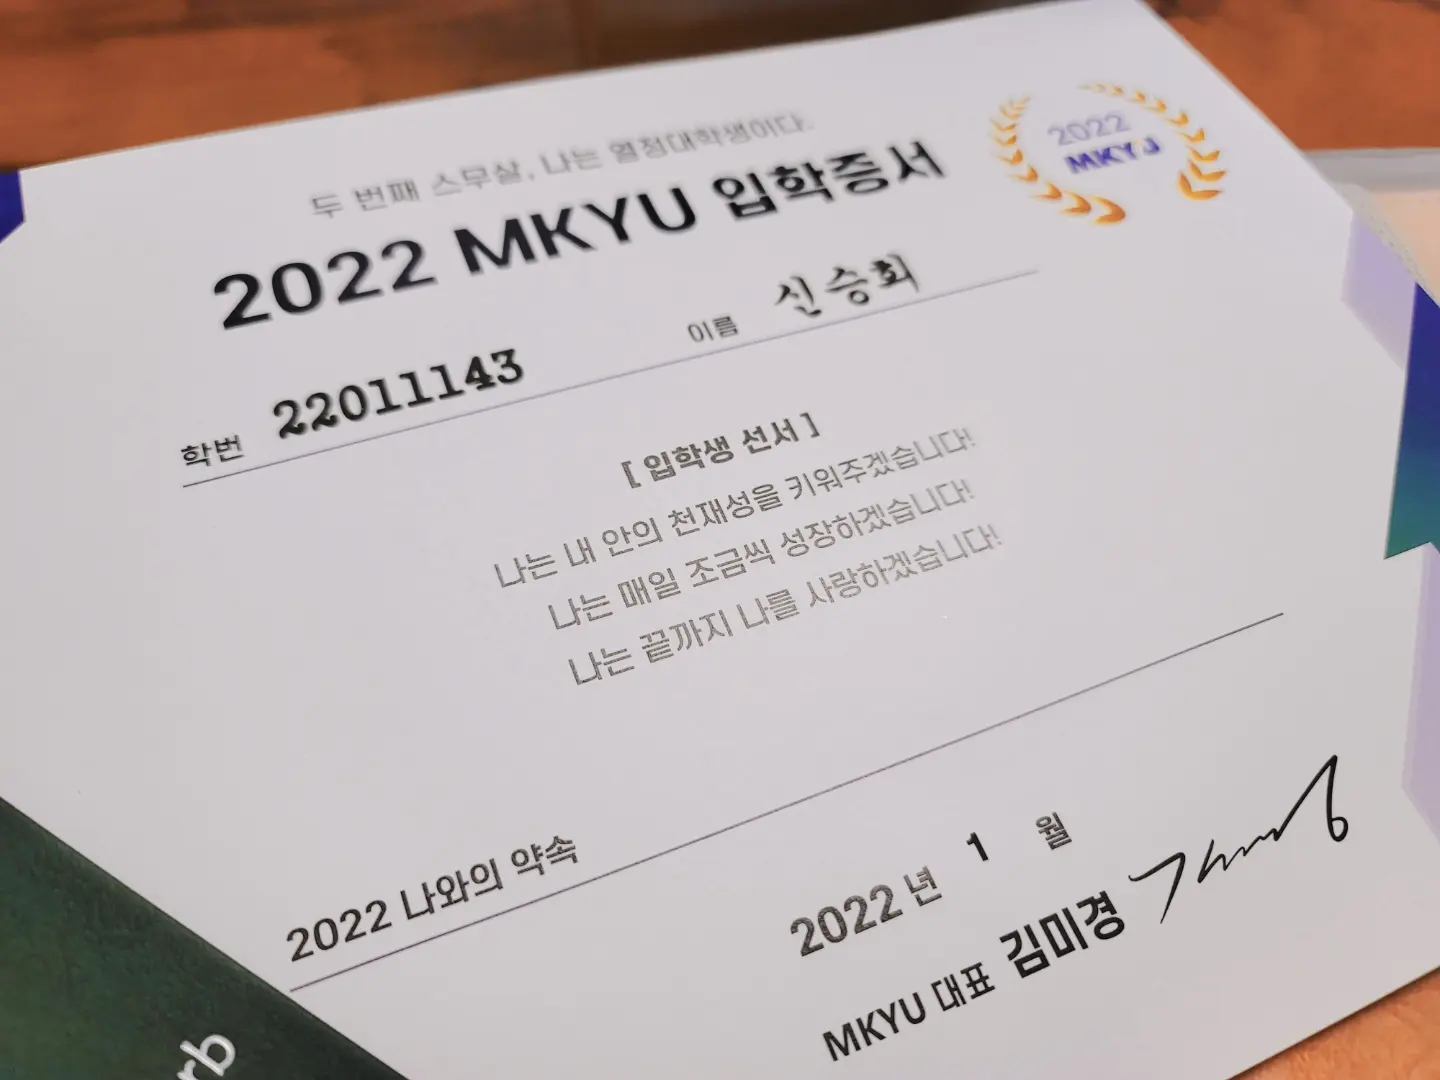 두 번째 스무살, 나는 열정대학생이다.
2022 MKYU 입학증서
2022
MKYU
학번 22011143 이름 신승희
[ 입학생 선서 ]
나는 내 안의 천재성을 키워주겠습니다!
나는 매일 조금씩 성장하겠습니다!
나는 끝까지 나를 사랑하겠습니다!
2022 나와의 약속
2022 년 1 월
MKYU 대표 김미경
rb